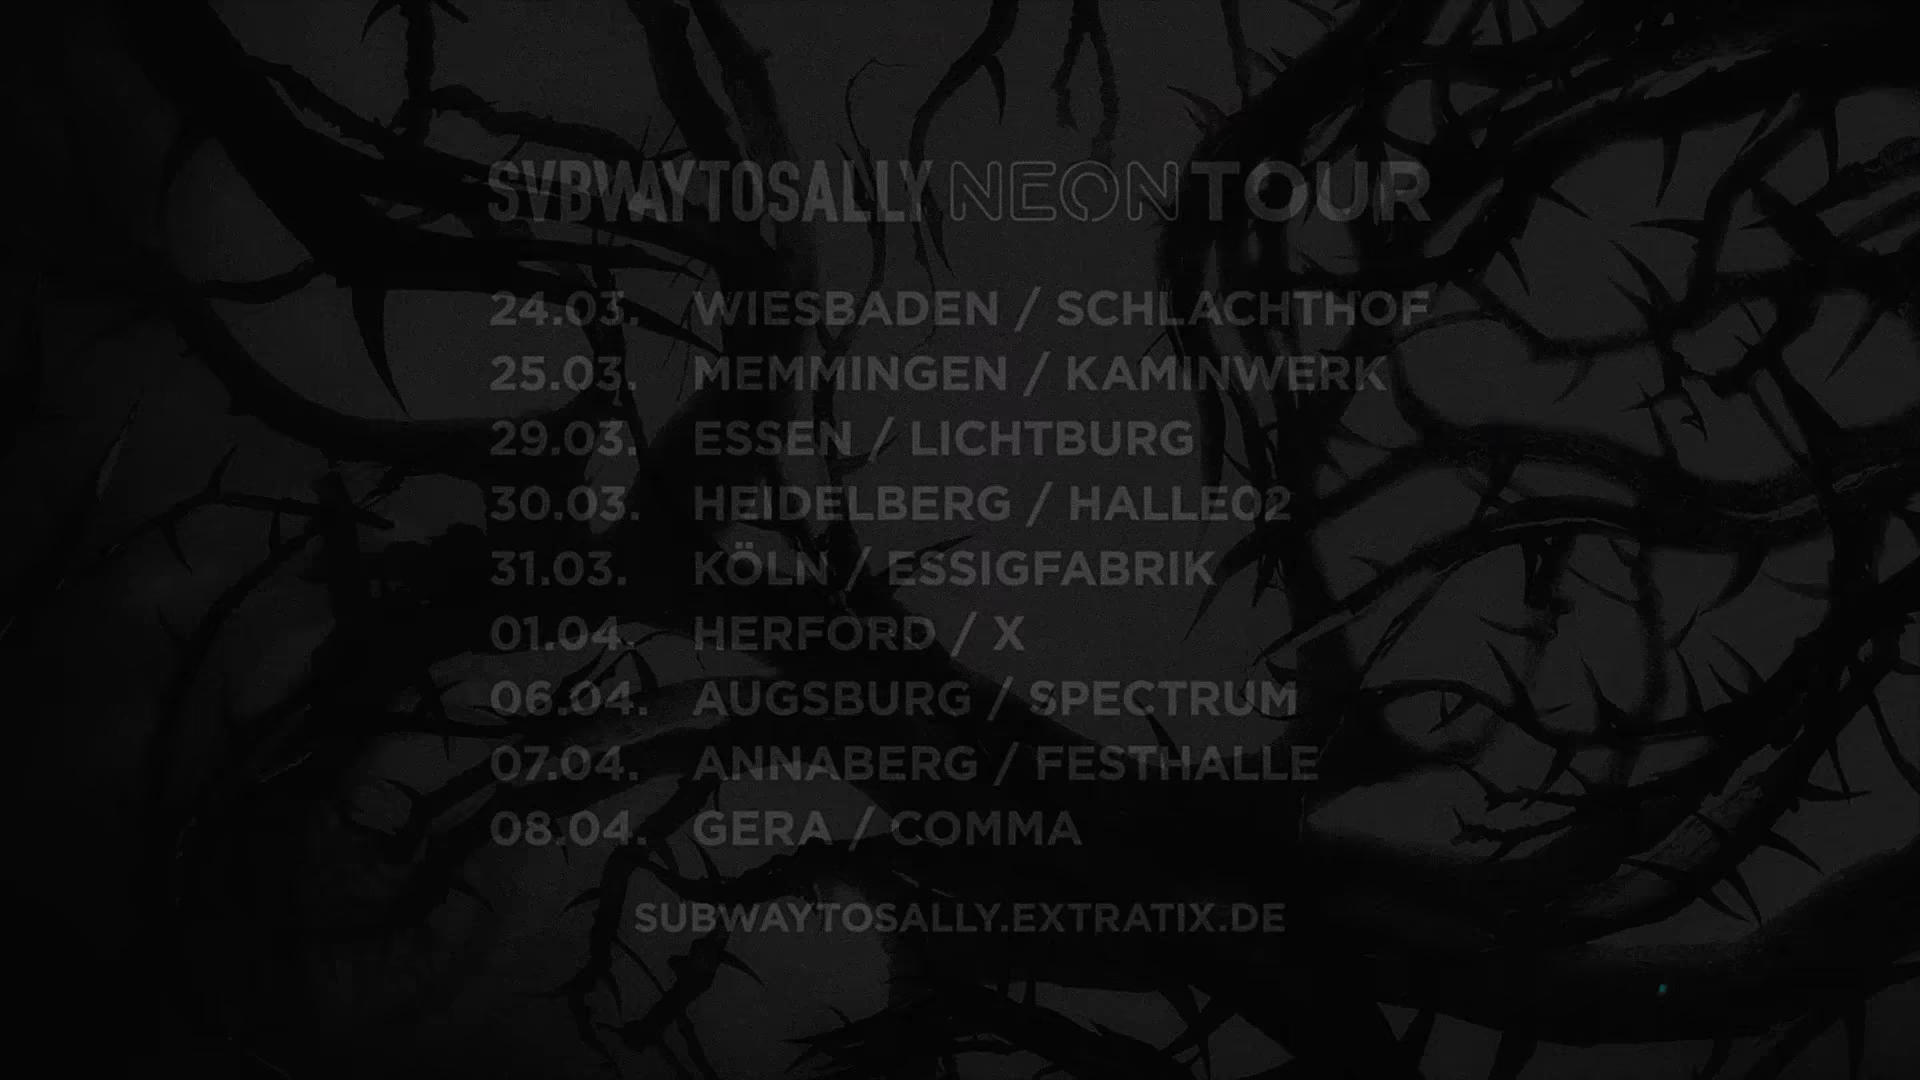 SVBWAYTOSALLY NEON TOUR
24.03. WIESBADEN / SCHLACHTHOF
25.03. MEMMINGEN / KAMINWERK
29.03. ESSEN / LICHTBURG
30.03. HEIDELBERG / HALLE02
31.03. KÖLN / ESSIGFABRIK
01.04. HERFORD / X
06.04. AUGSBURG / SPECTRUM
07.04. ANNABERG / FESTHALLE
08.04. GERA / COMMA
SUBWAYTOSALLY.EXTRATIX.DE